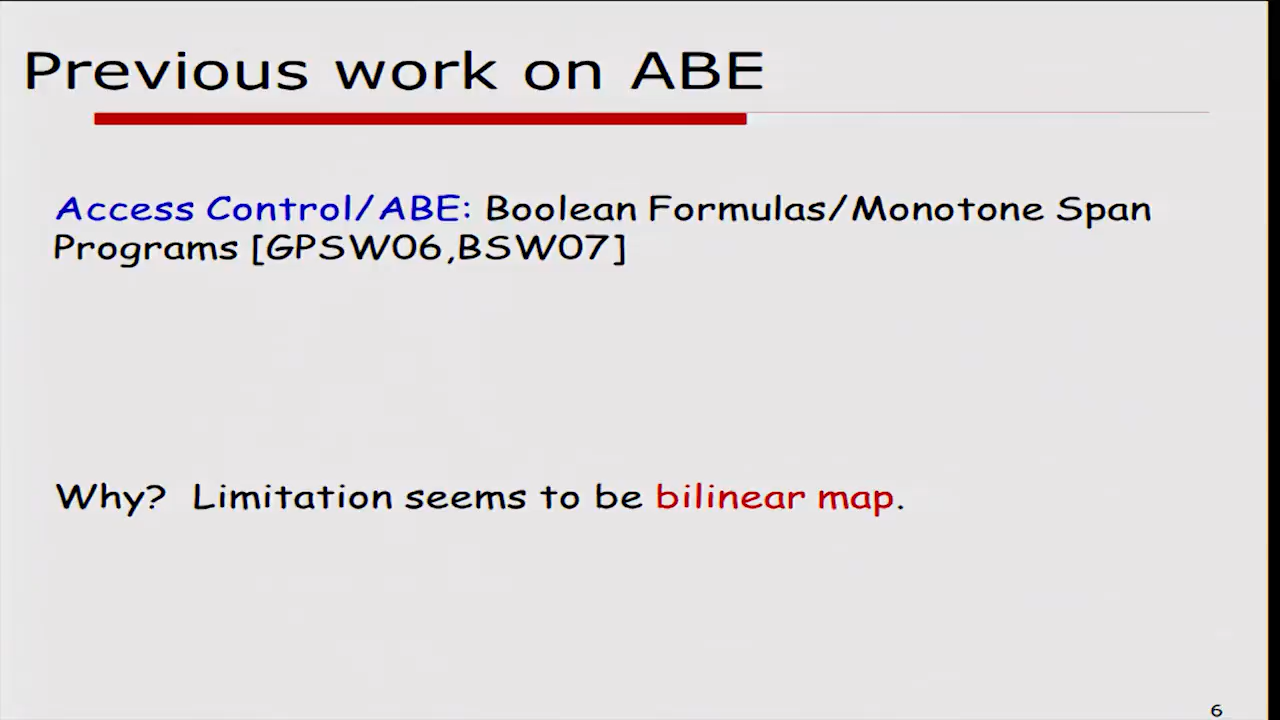 Previous work on ABE
Access Control/ABE: Boolean Formulas/Monotone Span
Programs [GPSW06,BSW07]
Why? Limitation seems to be bilinear map.
6